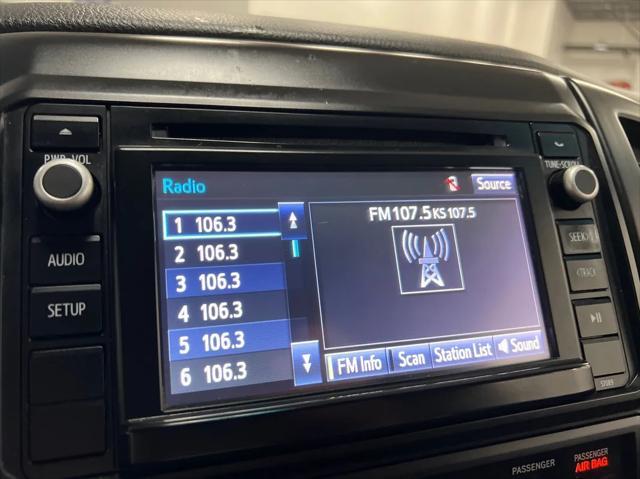 PWR·VOL
AUDIO
SETUP
Radio
Source
1 106.3
2 106.3
3 106.3
4 106.3
5 106.3
6 106.3
FM107.5 KS 107.5
FM Info
Scan
Station List
Sound
TUNE·SCROLL
SEEK
TRACK
PASSENGER
PASSENGER
AIR BAG